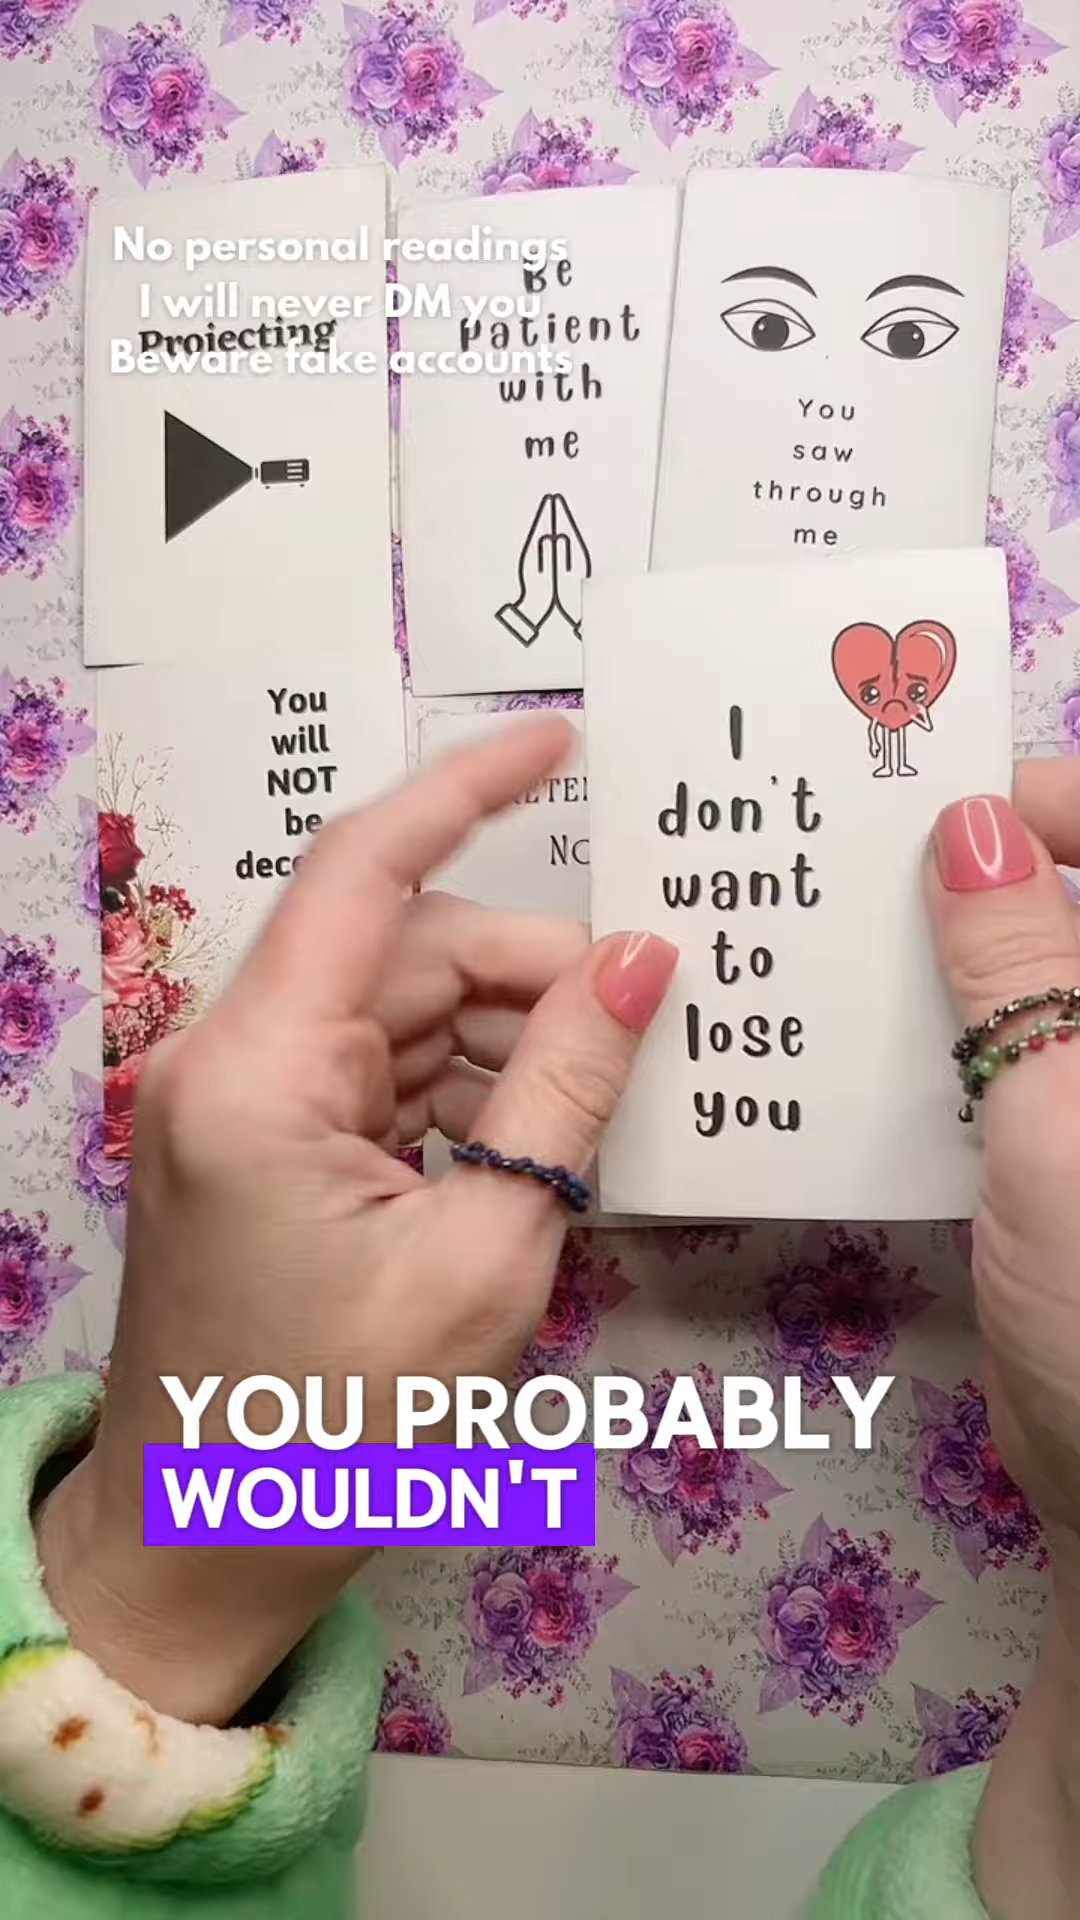 No personal readings
I will never DM you
Beware fake accounts
Projecting
Be
Patient
with
me
You
saw
through
me
You
will
NOT
be
I
don't
want
to
lose
you
YOU PROBABLY
WOULDN'T